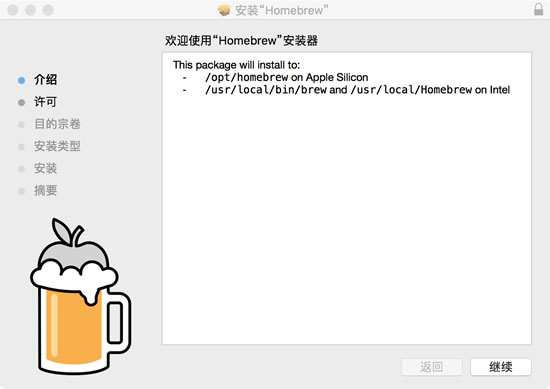 安装“Homebrew”
欢迎使用“Homebrew”安装器
介绍
许可
目的宗卷
安装类型
安装
摘要
This package will install to:
- /opt/homebrew on Apple Silicon
- /usr/local/bin/brew and /usr/local/Homebrew on Intel
返回
继续